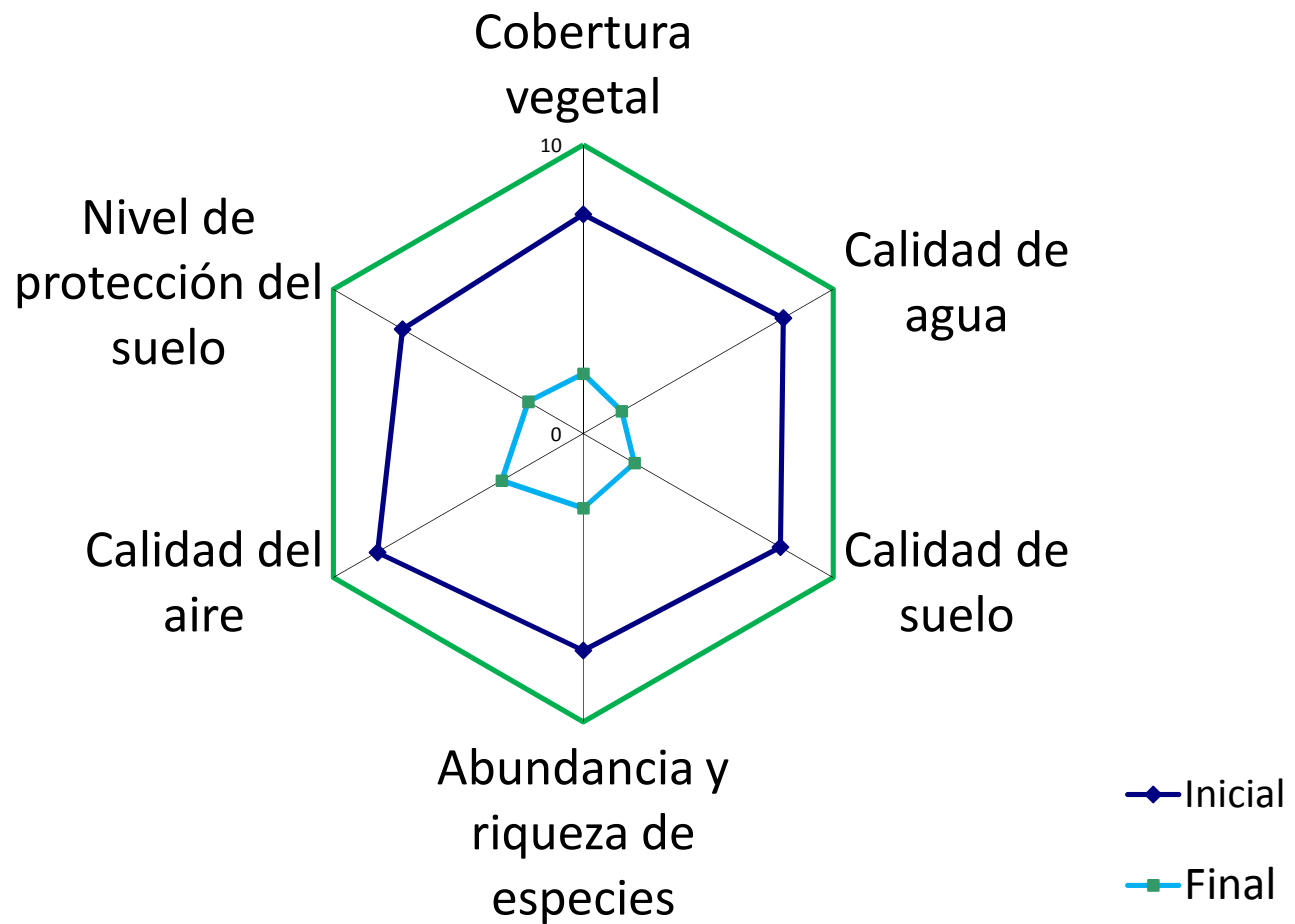 Cobertura
vegetal
10
Nivel de
protección del
suelo
Calidad de
agua
0
Calidad del
aire
Calidad de
suelo
Abundancia y
riqueza de
especies
Inicial
Final